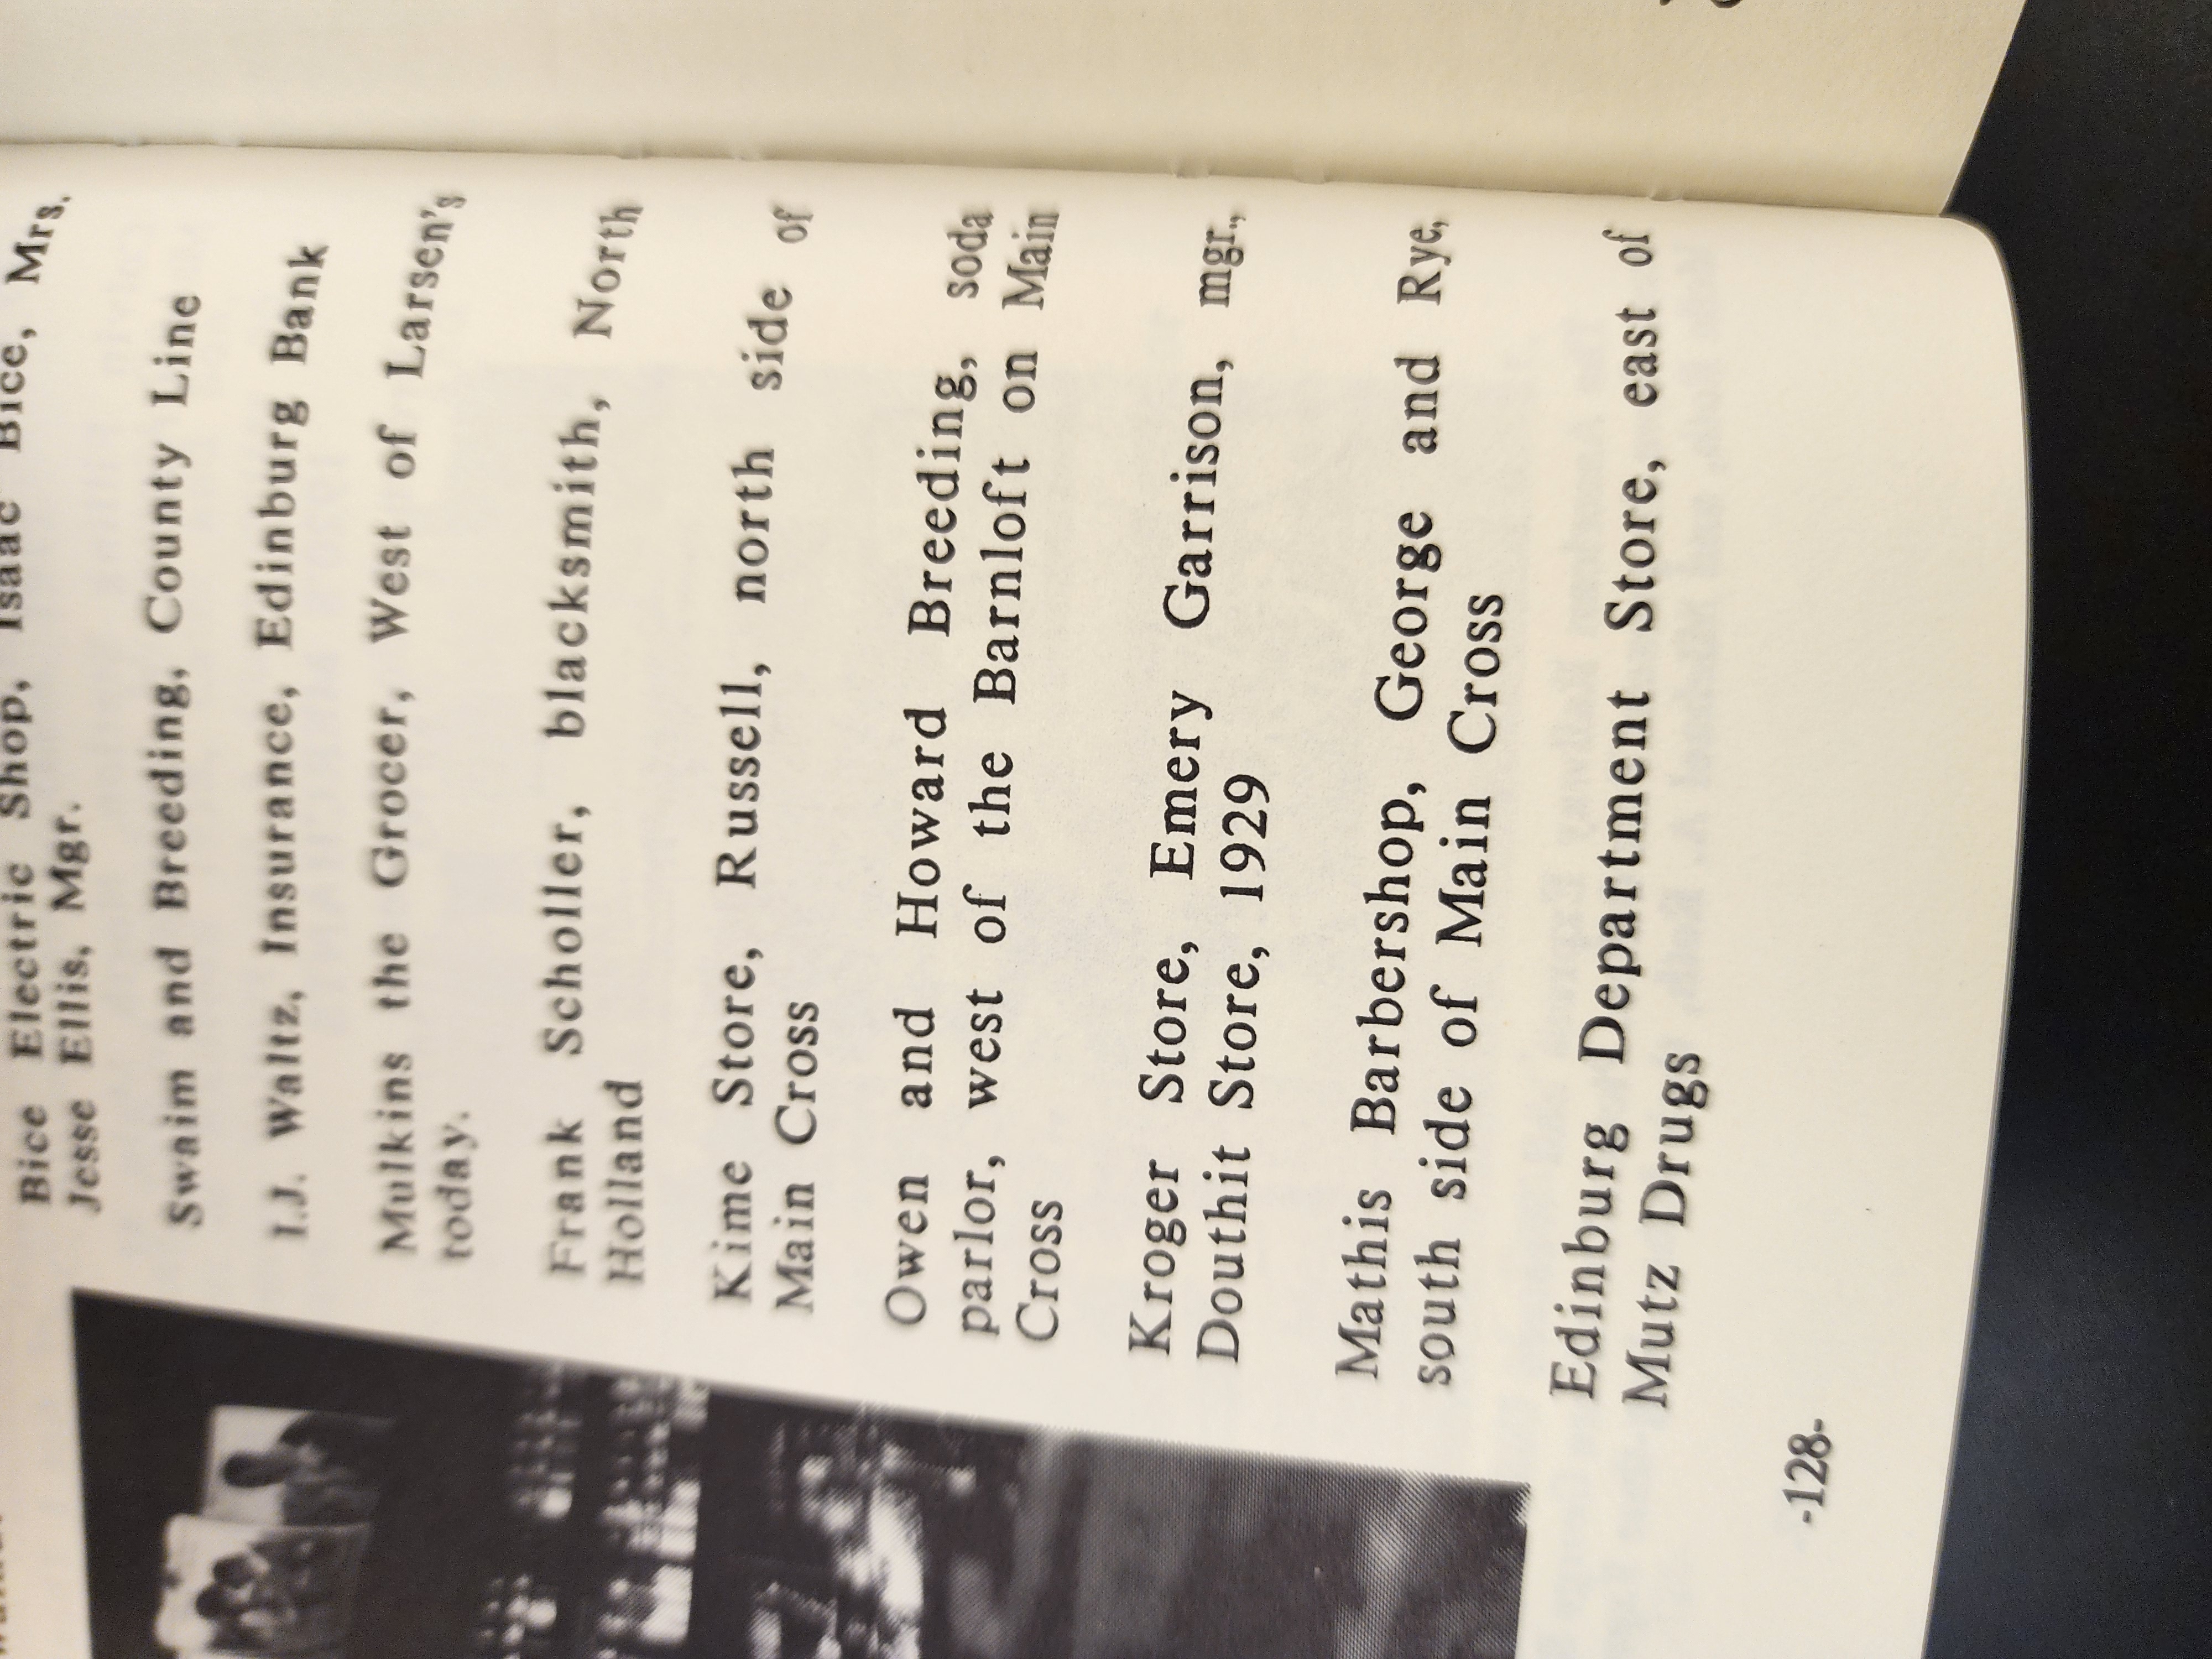 Bice Electric Shop, Isaac Bice, Mrs.
Jesse Ellis, Mgr.
Swaim and Breeding, County Line
I.J. Waltz, Insurance, Edinburg Bank
Mulkins the Grocer, West of Larsen's
today.
Frank Scholler, blacksmith, North
Holland
Kime Store, Russell, north side of
Main Cross
Owen and Howard Breeding, soda
parlor, west of the Barnloft on Main
Cross
Kroger Store, Emery Garrison, mgr.,
Douthit Store, 1929
Mathis Barbershop, George and Rye,
south side of Main Cross
Edinburg Department Store, east of
Mutz Drugs
-128-